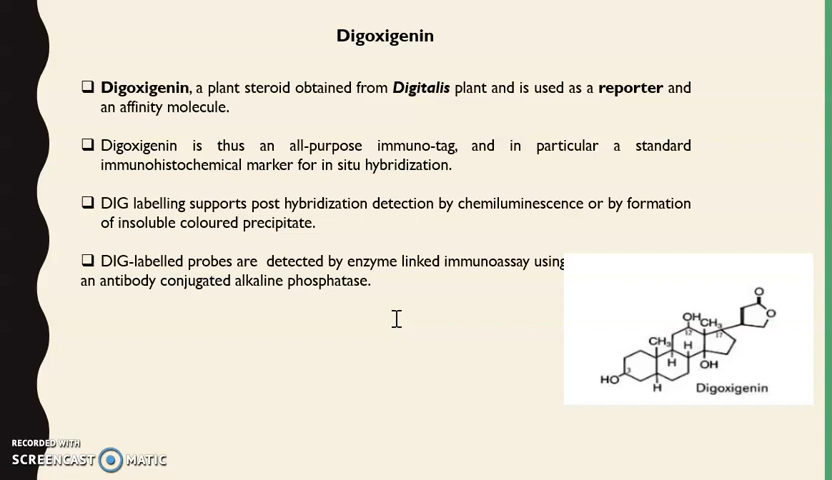 Digoxigenin
❑ Digoxigenin, a plant steroid obtained from Digitalis plant and is used as a reporter and
an affinity molecule.
❑ Digoxigenin is thus an all-purpose immuno-tag, and in particular a standard
immunohistochemical marker for in situ hybridization.
❑ DIG labelling supports post hybridization detection by chemiluminescence or by formation
of insoluble coloured precipitate.
❑ DIG-labelled probes are detected by enzyme linked immunoassay using
an antibody conjugated alkaline phosphatase.
O
O
OH
CH3
12
17
CH3
H
H
OH
3
HO
H
Digoxigenin
RECORDED WITH
SCREENCAST MATIC